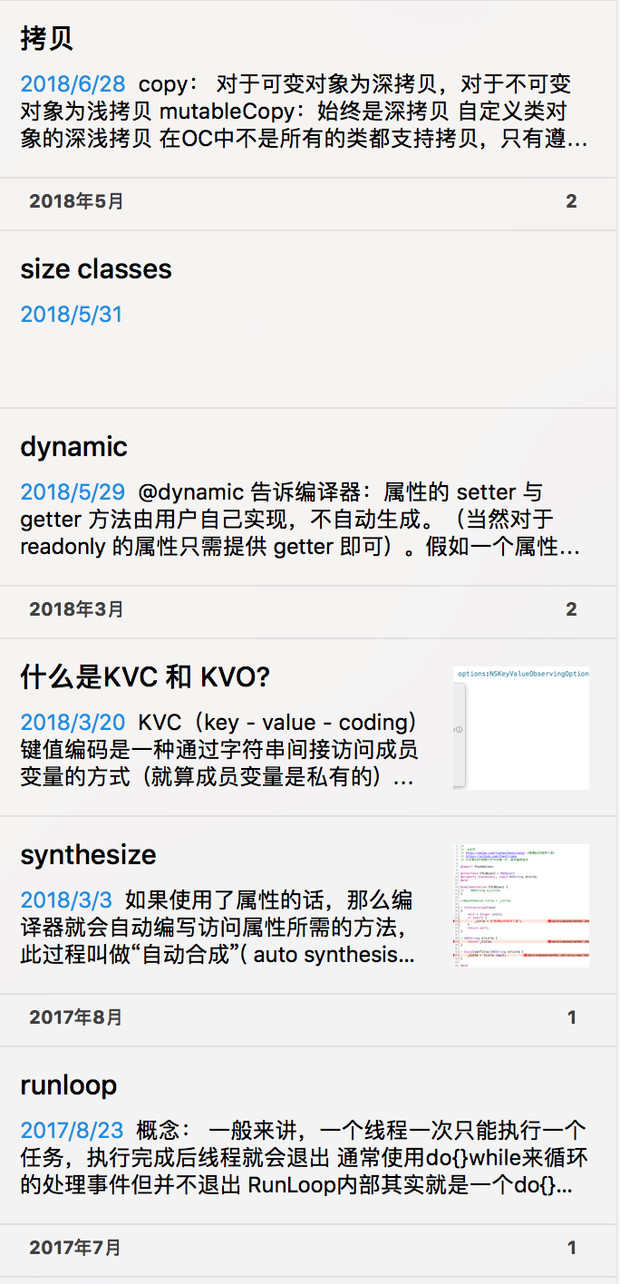 拷贝
2018/6/28 copy： 对于可变对象为深拷贝，对于不可变
对象为浅拷贝 mutableCopy：始终是深拷贝 自定义类对
象的深浅拷贝 在OC中不是所有的类都支持拷贝，只有遵...
2018年5月 2
size classes
2018/5/31
dynamic
2018/5/29 @dynamic 告诉编译器：属性的 setter 与
getter 方法由用户自己实现，不自动生成。（当然对于
readonly 的属性只需提供 getter 即可）。假如一个属性...
2018年3月 2
什么是KVC 和 KVO?
options:NSKeyValueObservingOption
2018/3/20 KVC（key - value - coding）
键值编码是一种通过字符串间接访问成员
变量的方式（就算成员变量是私有的）...
synthesize
2018/3/3 如果使用了属性的话，那么编
译器就会自动编写访问属性所需的方法，
此过程叫做“自动合成”( auto synthesis...
2017年8月 1
runloop
2017/8/23 概念： 一般来讲，一个线程一次只能执行一个
任务，执行完成后线程就会退出 通常使用do{}while来循环
的处理事件但并不退出 RunLoop内部其实就是一个do{}...
2017年7月 1